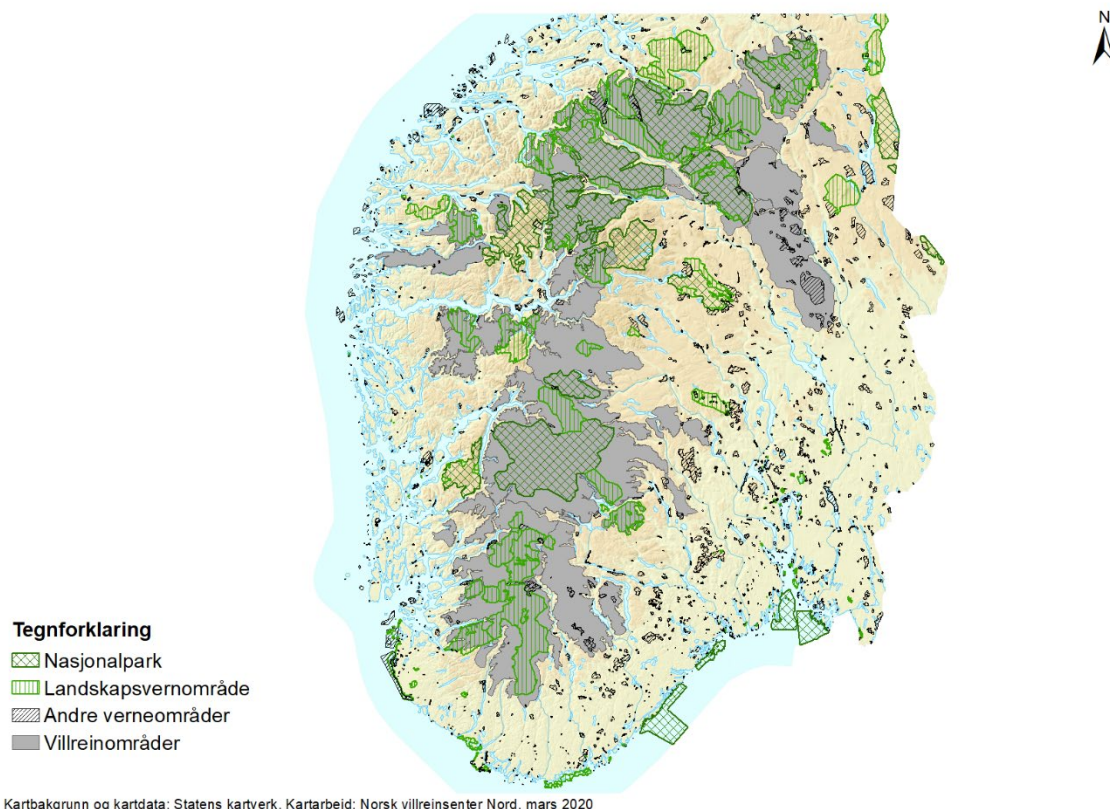 N
Tegnforklaring
Nasjonalpark
Landskapsvernområde
Andre verneområder
Villreinområder
Kartbakgrunn og kartdata: Statens kartverk. Kartarbeid: Norsk villreinsenter Nord, mars 2020